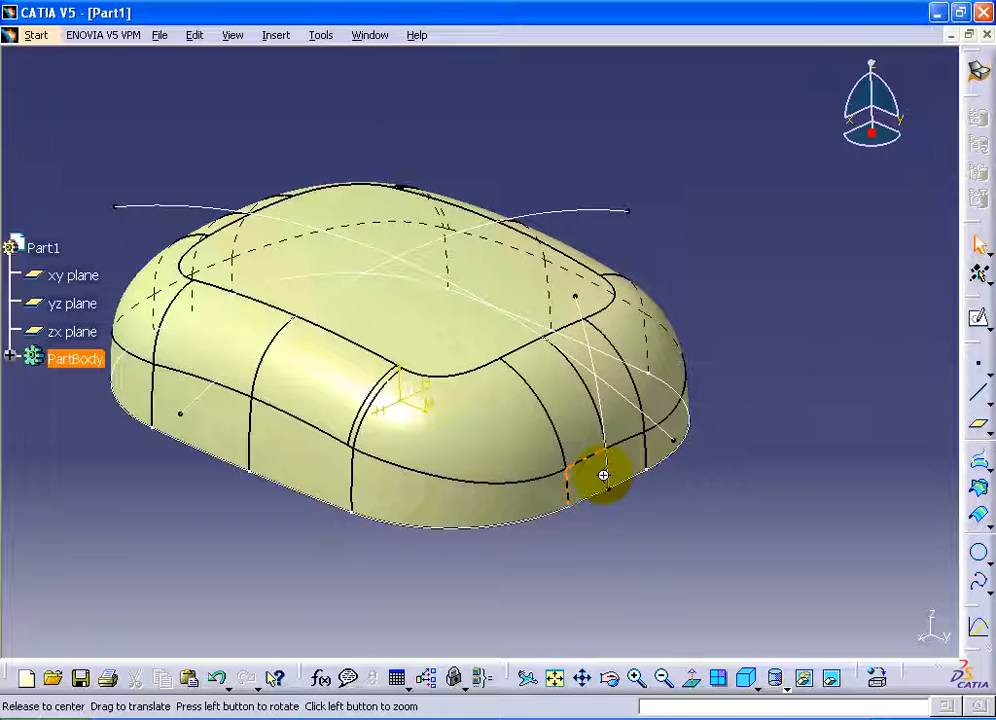 CATIA V5 - [Part1]
Start ENOVIA V5 VPM File Edit View Insert Tools Window Help
z
x y
Part1
xy plane
yz plane
zx plane
PartBody
H
z
x y
f(x) ?
DS
CATIA
Release to center Drag to translate Press left button to rotate Click left button to zoom